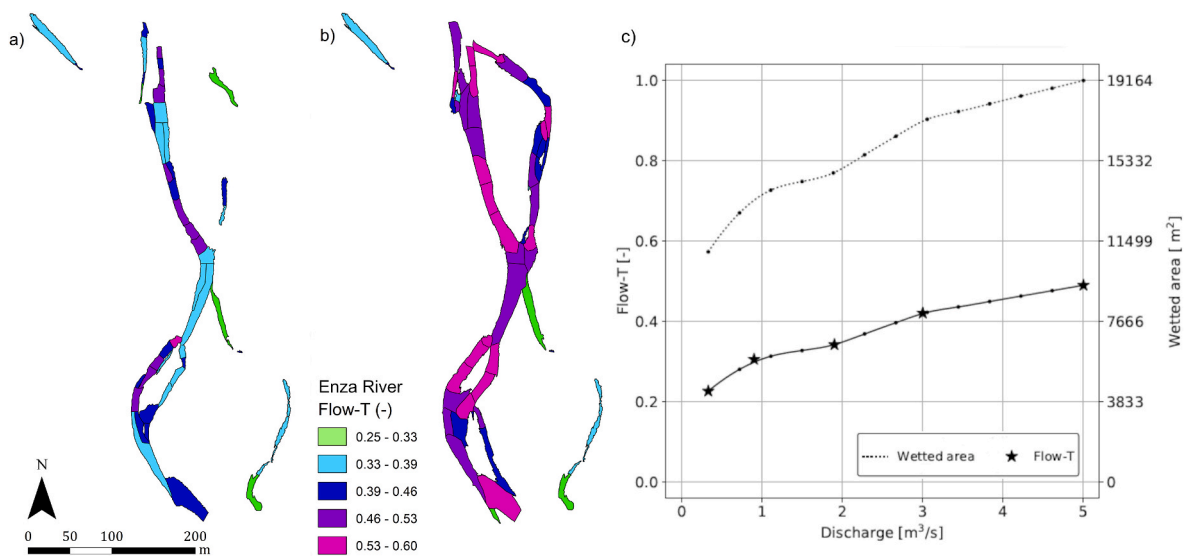 a)
b)
c)
N
0 50 100 200
m
Enza River
Flow-T (-)
0.25 - 0.33
0.33 - 0.39
0.39 - 0.46
0.46 - 0.53
0.53 - 0.60
Flow-T [-]
1.0
0.8
0.6
0.4
0.2
0.0
19164
15332
11499
7666
3833
0
Wetted area [ m²]
Wetted area
Flow-T
0 1 2 3 4 5
Discharge [m³/s]